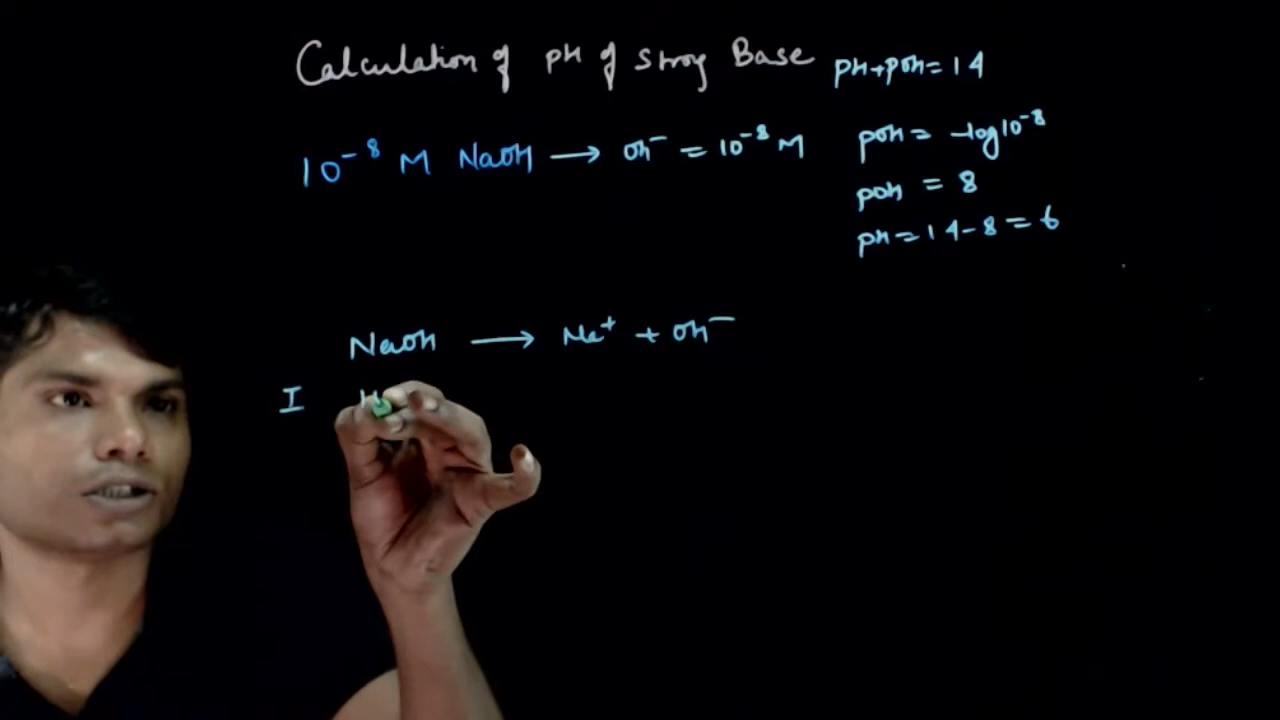 Calculation of pH of Strong Base
pH+pOH=14
10⁻⁸ M NaOH ⟶ OH⁻ = 10⁻⁸ M
pOH = -log10⁻⁸
pOH = 8
pH = 14-8 = 6
NaOH ⟶ Na⁺ + OH⁻
I H